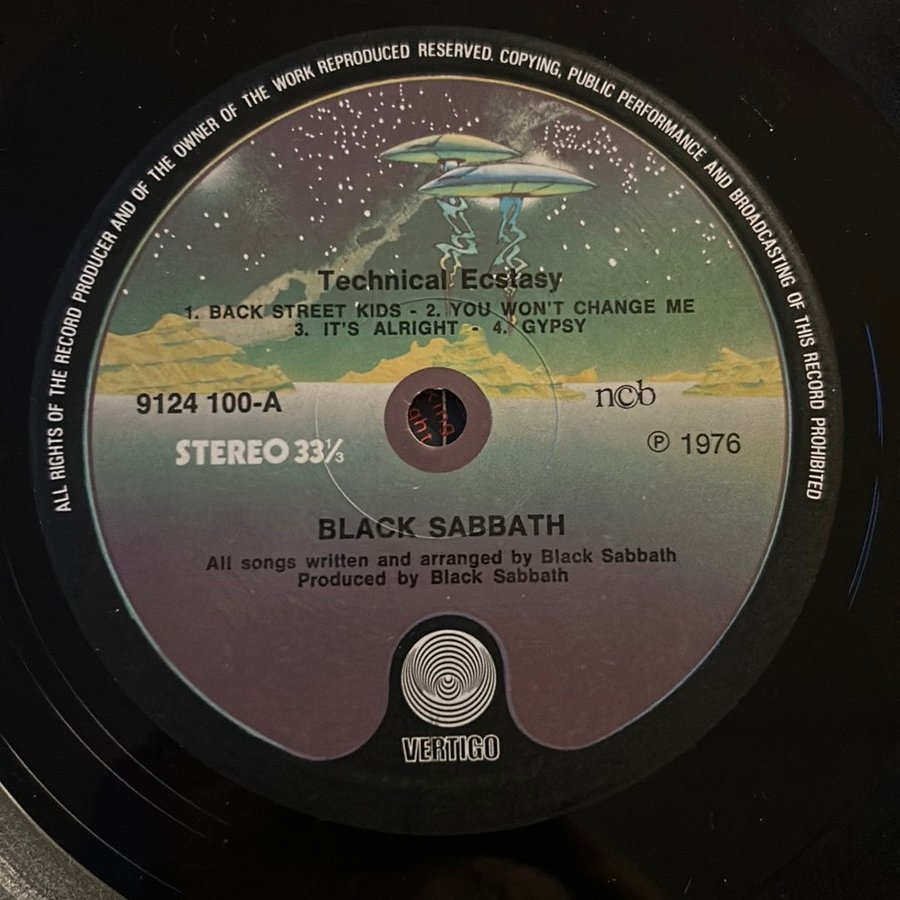 ALL RIGHTS OF THE RECORD PRODUCER AND OF THE OWNER OF THE WORK REPRODUCED RESERVED. COPYING, PUBLIC PERFORMANCE AND BROADCASTING OF THIS RECORD PROHIBITED
Technical Ecstasy
1. BACK STREET KIDS - 2. YOU WON'T CHANGE ME
3. IT'S ALRIGHT - 4. GYPSY
9124 100-A
n©b
STEREO 33⅓
℗ 1976
BLACK SABBATH
All songs written and arranged by Black Sabbath
Produced by Black Sabbath
VERTIGO